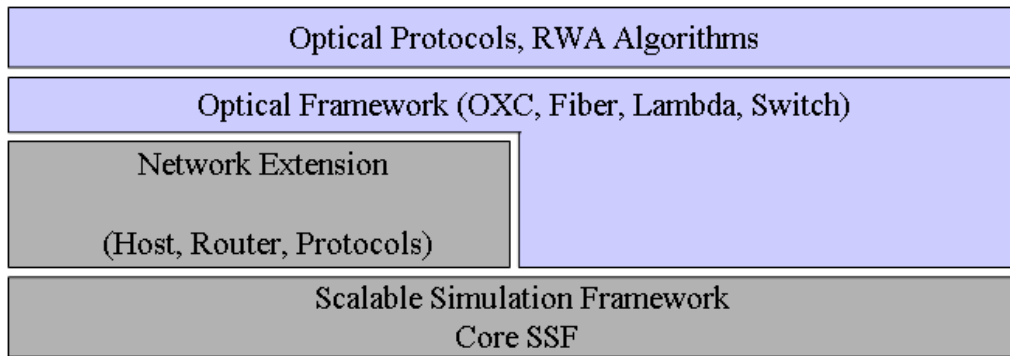 Optical Protocols, RWA Algorithms
Optical Framework (OXC, Fiber, Lambda, Switch)
Network Extension
(Host, Router, Protocols)
Scalable Simulation Framework
Core SSF